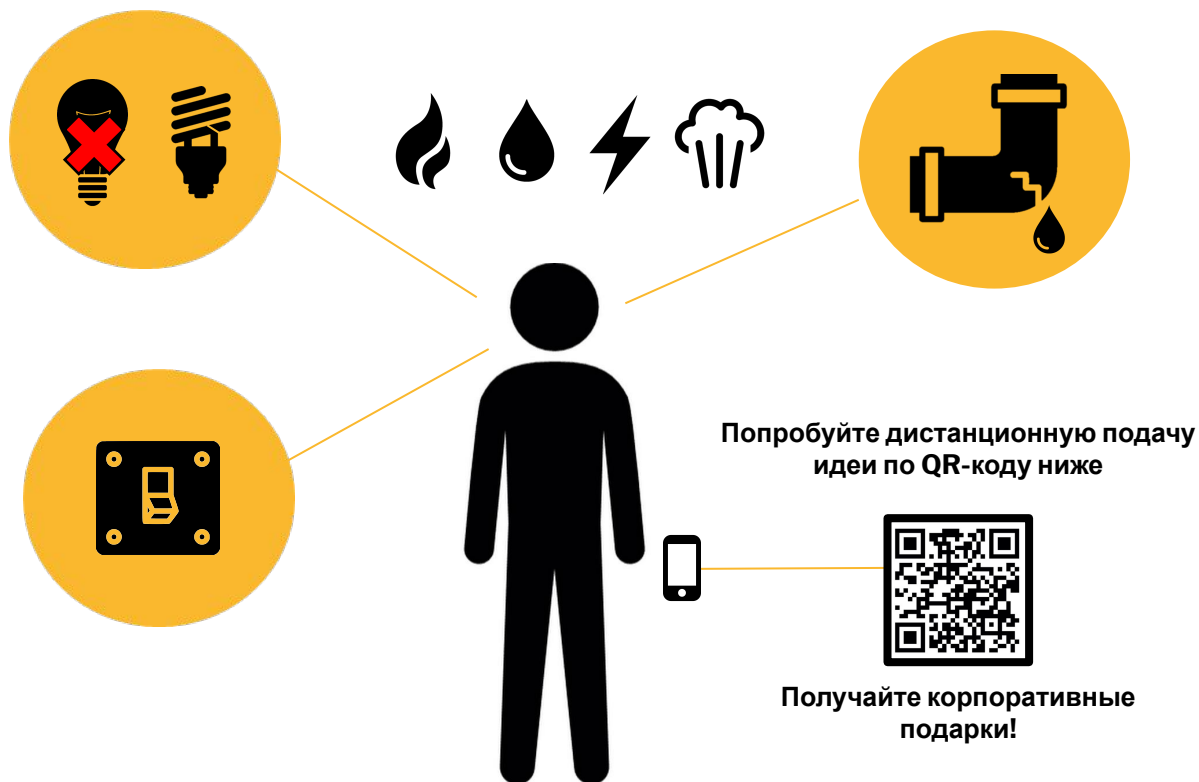 Попробуйте дистанционную подачу
идеи по QR-коду ниже
Получайте корпоративные
подарки!